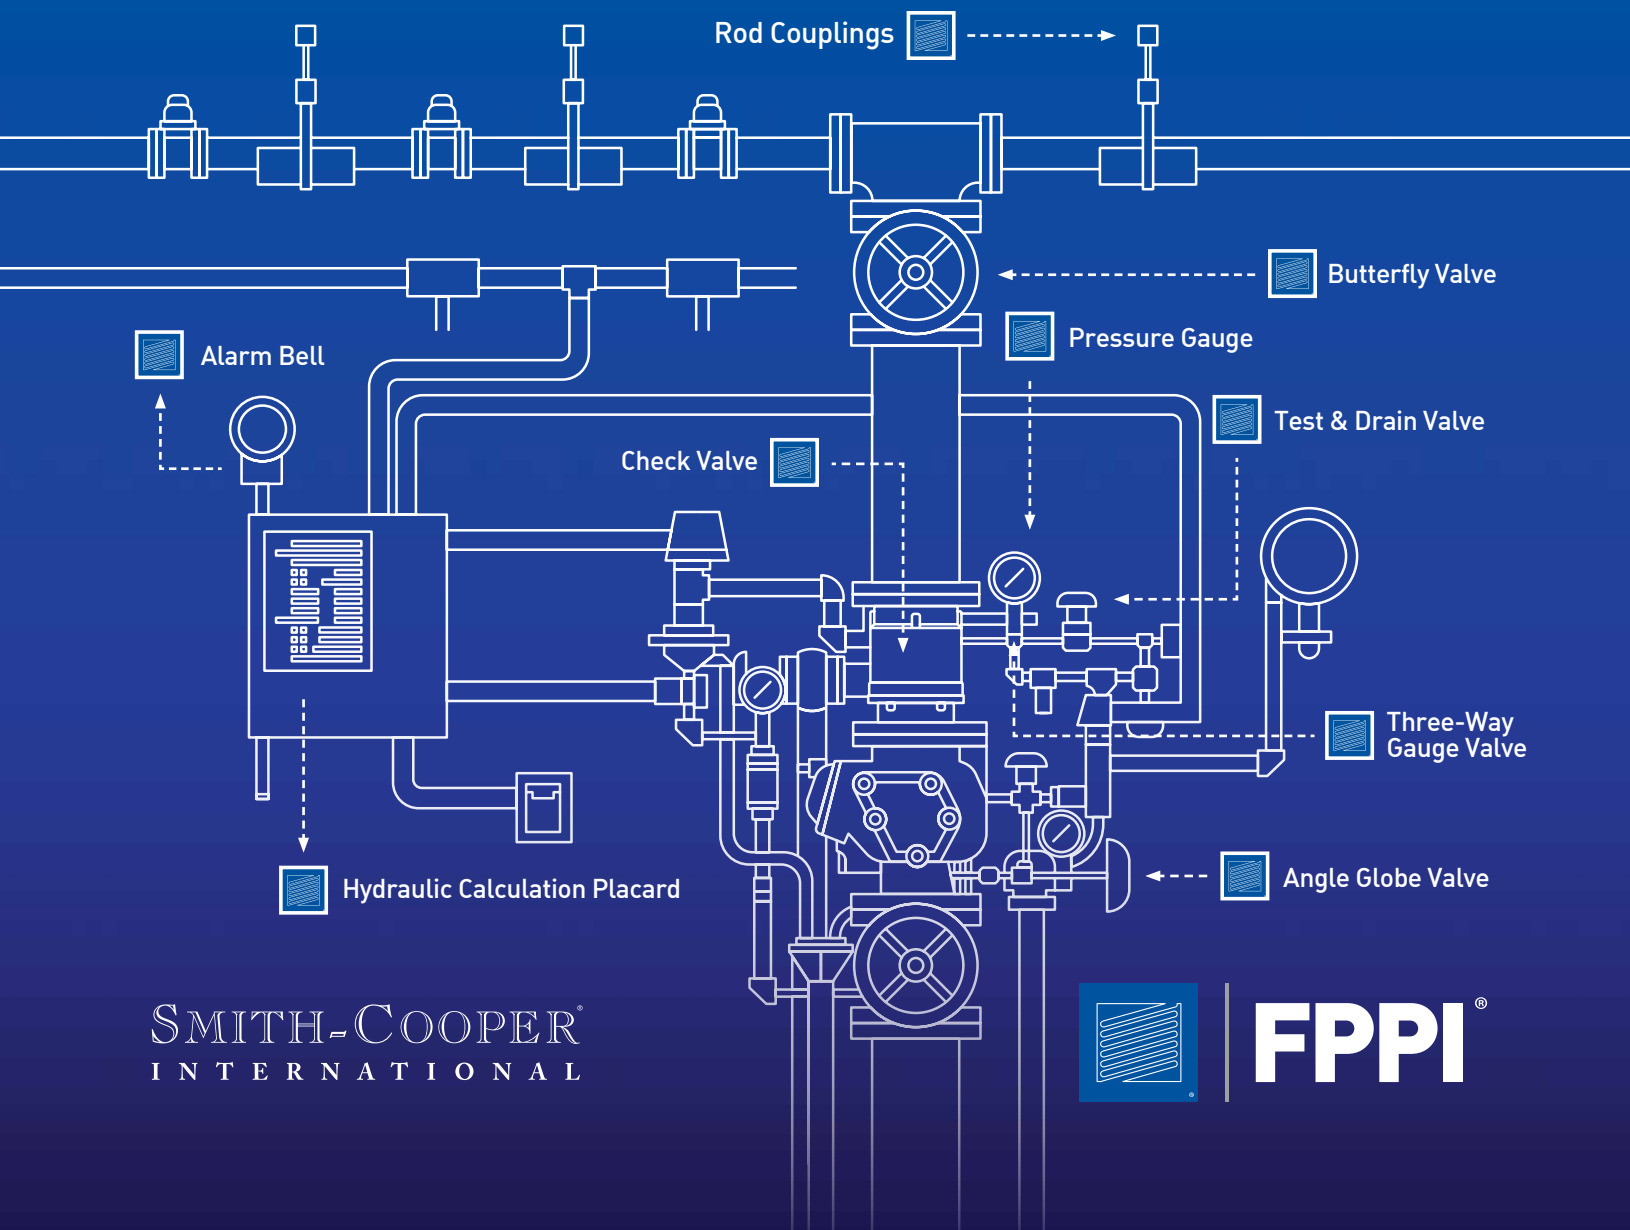 Rod Couplings
Butterfly Valve
Pressure Gauge
Alarm Bell
Test & Drain Valve
Check Valve
Three-Way
Gauge Valve
Angle Globe Valve
Hydraulic Calculation Placard
SMITH-COOPER®
INTERNATIONAL
FPPI®